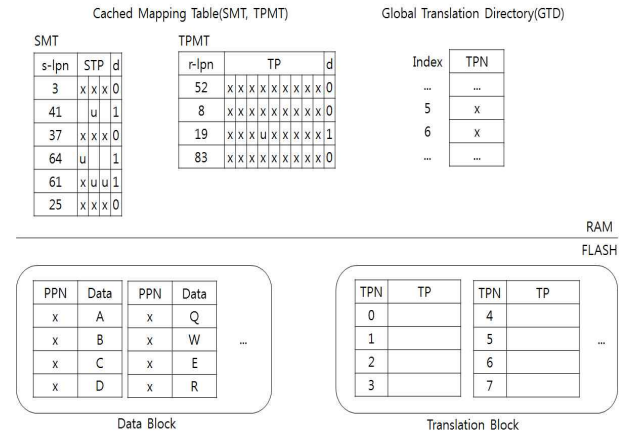 Cached Mapping Table(SMT, TPMT)
Global Translation Directory(GTD)
SMT
s-lpn STP d
3 x x x 0
41 u 1
37 x x x 0
64 u 1
61 x u u 1
25 x x x 0
TPMT
r-lpn TP d
52 x x x x x x x x x 0
8 x x x x x x x x x 0
19 x x x u x x x x x 1
83 x x x x x x x x x 0
Index TPN
... ...
5 x
6 x
... ...
RAM
FLASH
PPN Data PPN Data
x A x Q
x B x W
x C x E
x D x R
...
Data Block
TPN TP TPN TP
0 4
1 5
2 6
3 7
...
Translation Block